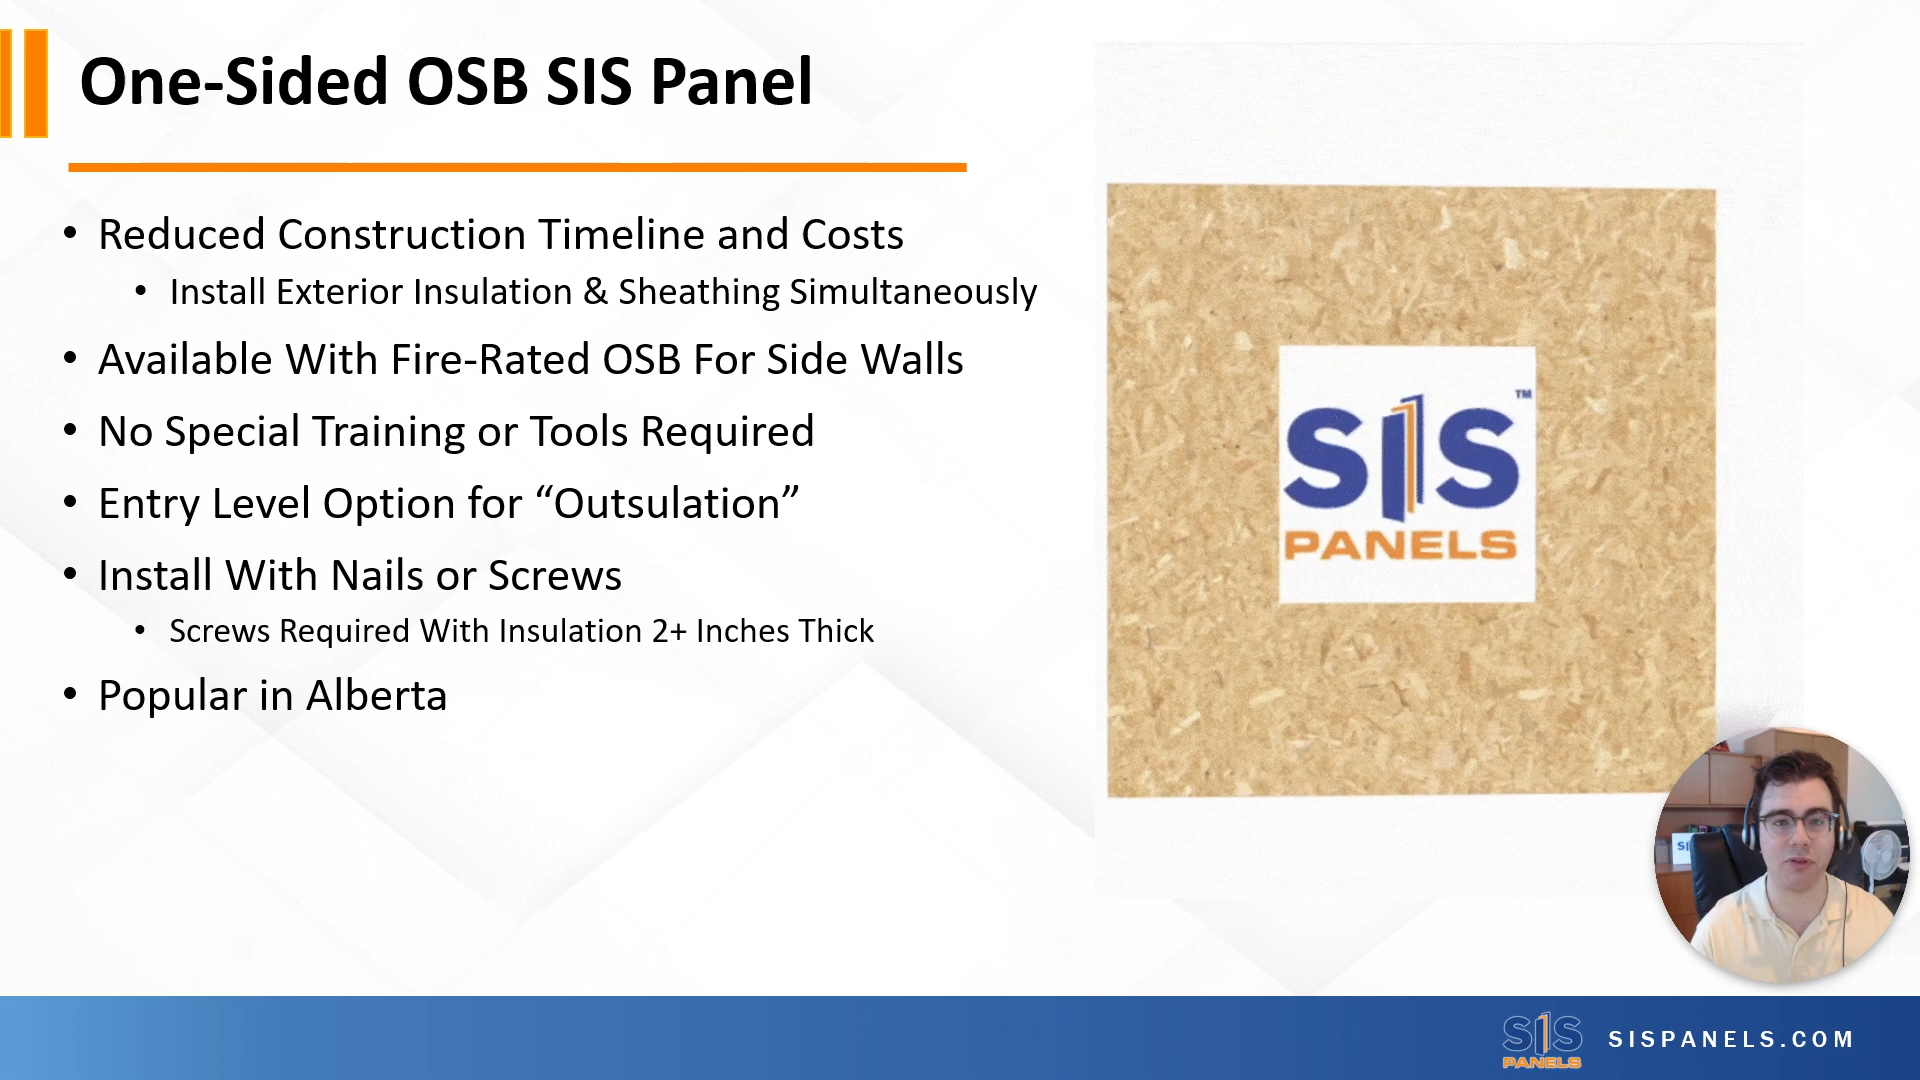 One-Sided OSB SIS Panel
• Reduced Construction Timeline and Costs
• Install Exterior Insulation & Sheathing Simultaneously
• Available With Fire-Rated OSB For Side Walls
• No Special Training or Tools Required
• Entry Level Option for “Outsulation”
• Install With Nails or Screws
• Screws Required With Insulation 2+ Inches Thick
• Popular in Alberta
SIS™
PANELS
SIS
PANELS
SISPANELS.COM